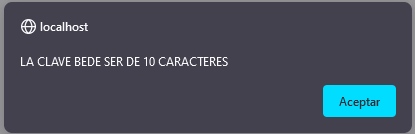 localhost
LA CLAVE BEDE SER DE 10 CARACTERES
Aceptar